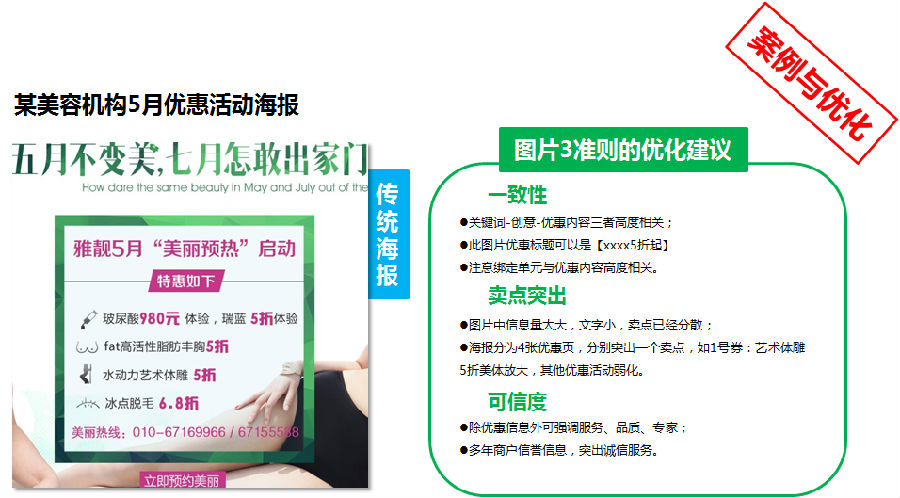 案例与优化
某美容机构5月优惠活动海报
五月不变美,七月怎敢出家门
How dare the same beauty in May and July out of the
传统海报
雅靓5月“美丽预热”启动
特惠如下
玻尿酸980元 体验，瑞蓝 5折体验
fat高活性脂肪丰胸5折
水动力艺术体雕 5折
冰点脱毛 6.8折
美丽热线：010-67169966 / 67155588
立即预约美丽
图片3准则的优化建议
一致性
●关键词-创意-优惠内容三者高度相关；
●此图片优惠标题可以是【xxxx5折起】
●注意绑定单元与优惠内容高度相关。
卖点突出
●图片中信息量太大，文字小，卖点已经分散；
●海报分为4张优惠页，分别突出一个卖点，如1号券：艺术体雕
5折美体放大，其他优惠活动弱化。
可信度
●除优惠信息外可强调服务、品质、专家；
●多年商户信誉信息，突出诚信服务。